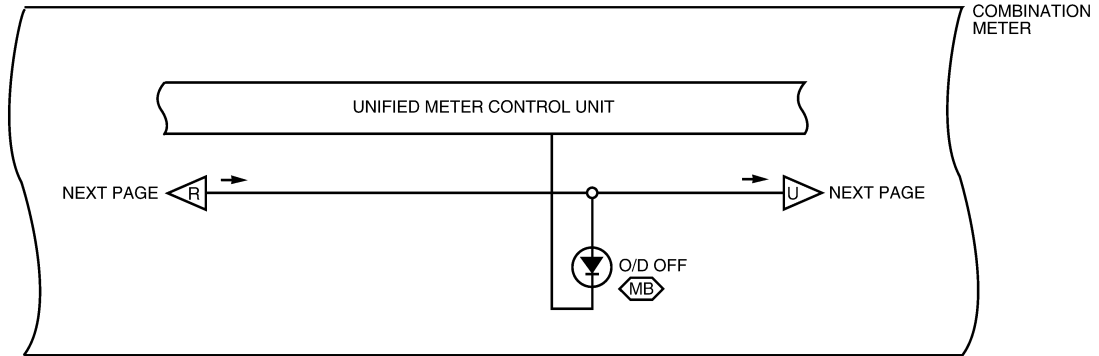 COMBINATION
METER
UNIFIED METER CONTROL UNIT
NEXT PAGE R U NEXT PAGE
O/D OFF
MB